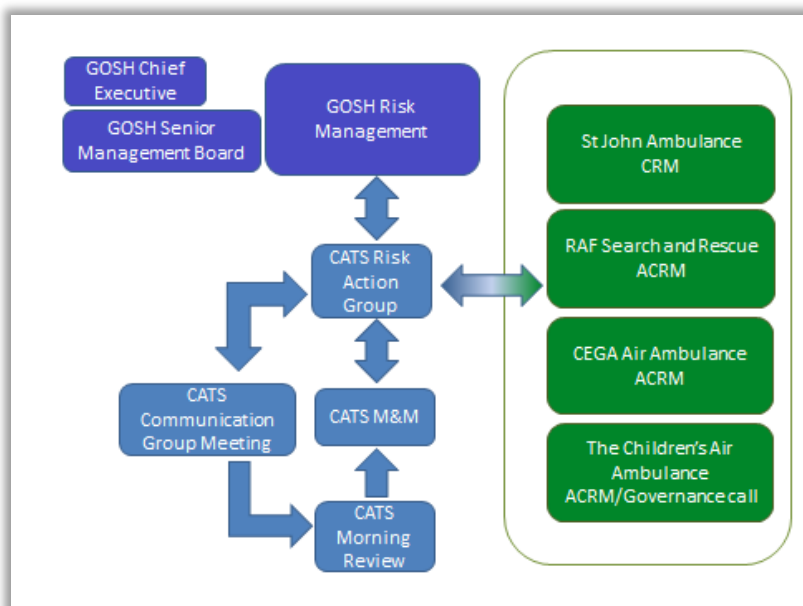 GOSH Chief
Executive
GOSH Senior
Management Board
GOSH Risk
Management
CATS Risk
Action
Group
CATS
Communication
Group Meeting
CATS M&M
CATS
Morning
Review
St John Ambulance
CRM
RAF Search and Rescue
ACRM
CEGA Air Ambulance
ACRM
The Children's Air
Ambulance
ACRM/Governance call